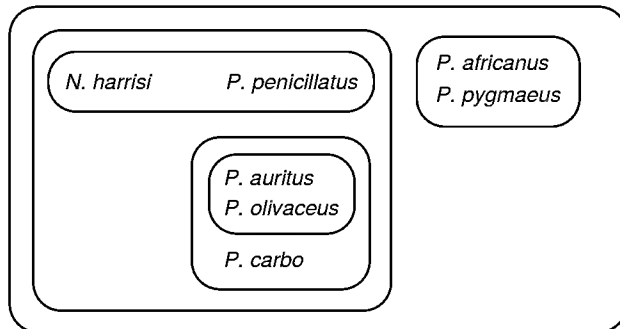 N. harrisi P. penicillatus
P. africanus
P. pygmaeus
P. auritus
P. olivaceus
P. carbo